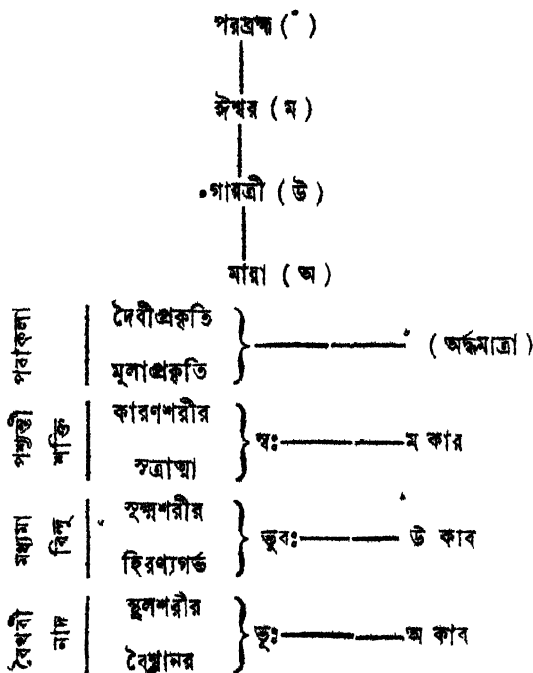 পরব্রহ্ম ( ঁ )
ঈশ্বর ( ম )
গায়ত্রী ( উ )
মায়া ( অ )
পরাকলা
দৈবীপ্রকৃতি
মূলাপ্রকৃতি
( অর্দ্ধমাত্রা )
পশ্যন্তী
শক্তি
কারণশরীর
সূত্রাত্মা
স্বঃ
ম কার
মধ্যমা
বিন্দু
সূক্ষ্মশরীর
হিরণ্যগর্ভ
ভুবঃ
উ কাব
বৈখরী
নাদ
স্থূলশরীর
বৈশ্বানর
ভূঃ
অ কাব